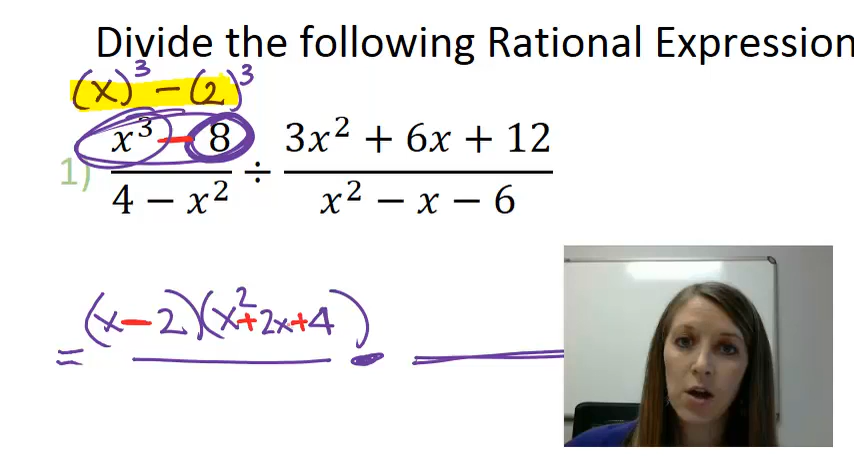 Divide the following Rational Expression
(x)³ − (2)³
1) x³ − 8 / 4 − x² ÷ 3x² + 6x + 12 / x² − x − 6
= (x − 2)(x² + 2x + 4)  •